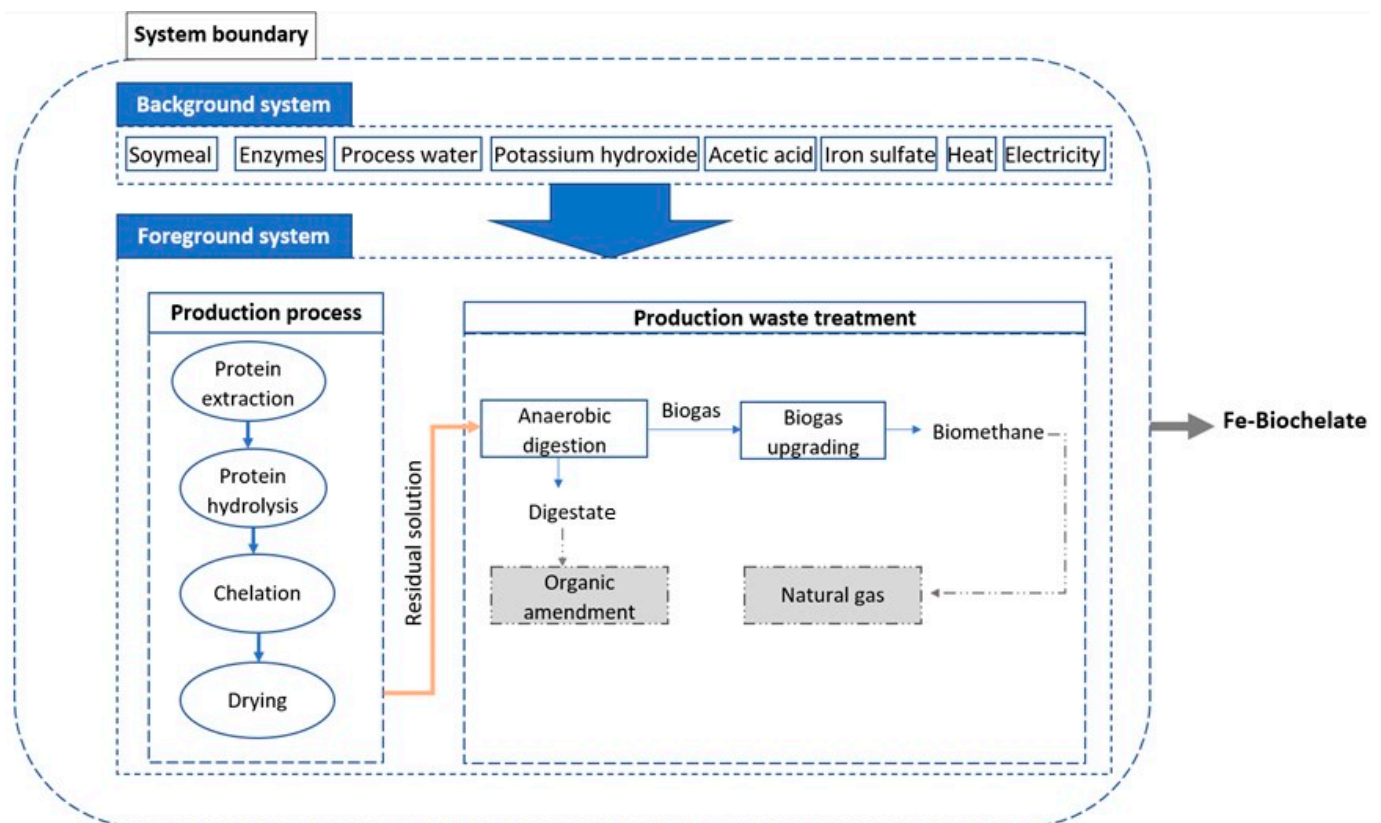 System boundary
Background system
Soymeal
Enzymes
Process water
Potassium hydroxide
Acetic acid
Iron sulfate
Heat
Electricity
Foreground system
Production process
Protein
extraction
Protein
hydrolysis
Chelation
Drying
Residual solution
Production waste treatment
Anaerobic
digestion
Biogas
Biogas
upgrading
Biomethane
Digestate
Organic
amendment
Natural gas
Fe-Biochelate